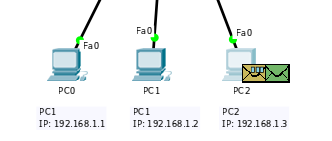 Fa0
Fa0
Fa0
PC0
PC1
PC2
PC1
IP: 192.168.1.1
PC1
IP: 192.168.1.2
PC2
IP: 192.168.1.3